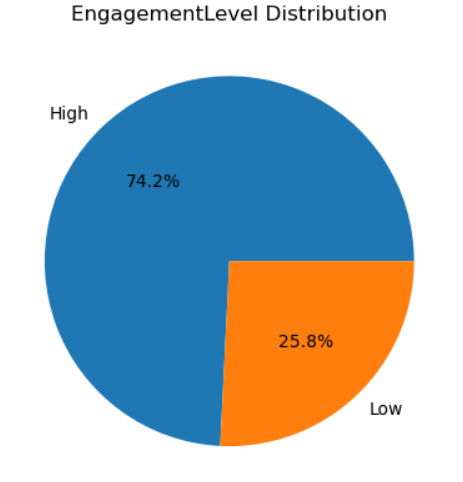 EngagementLevel Distribution
High
74.2%
25.8%
Low